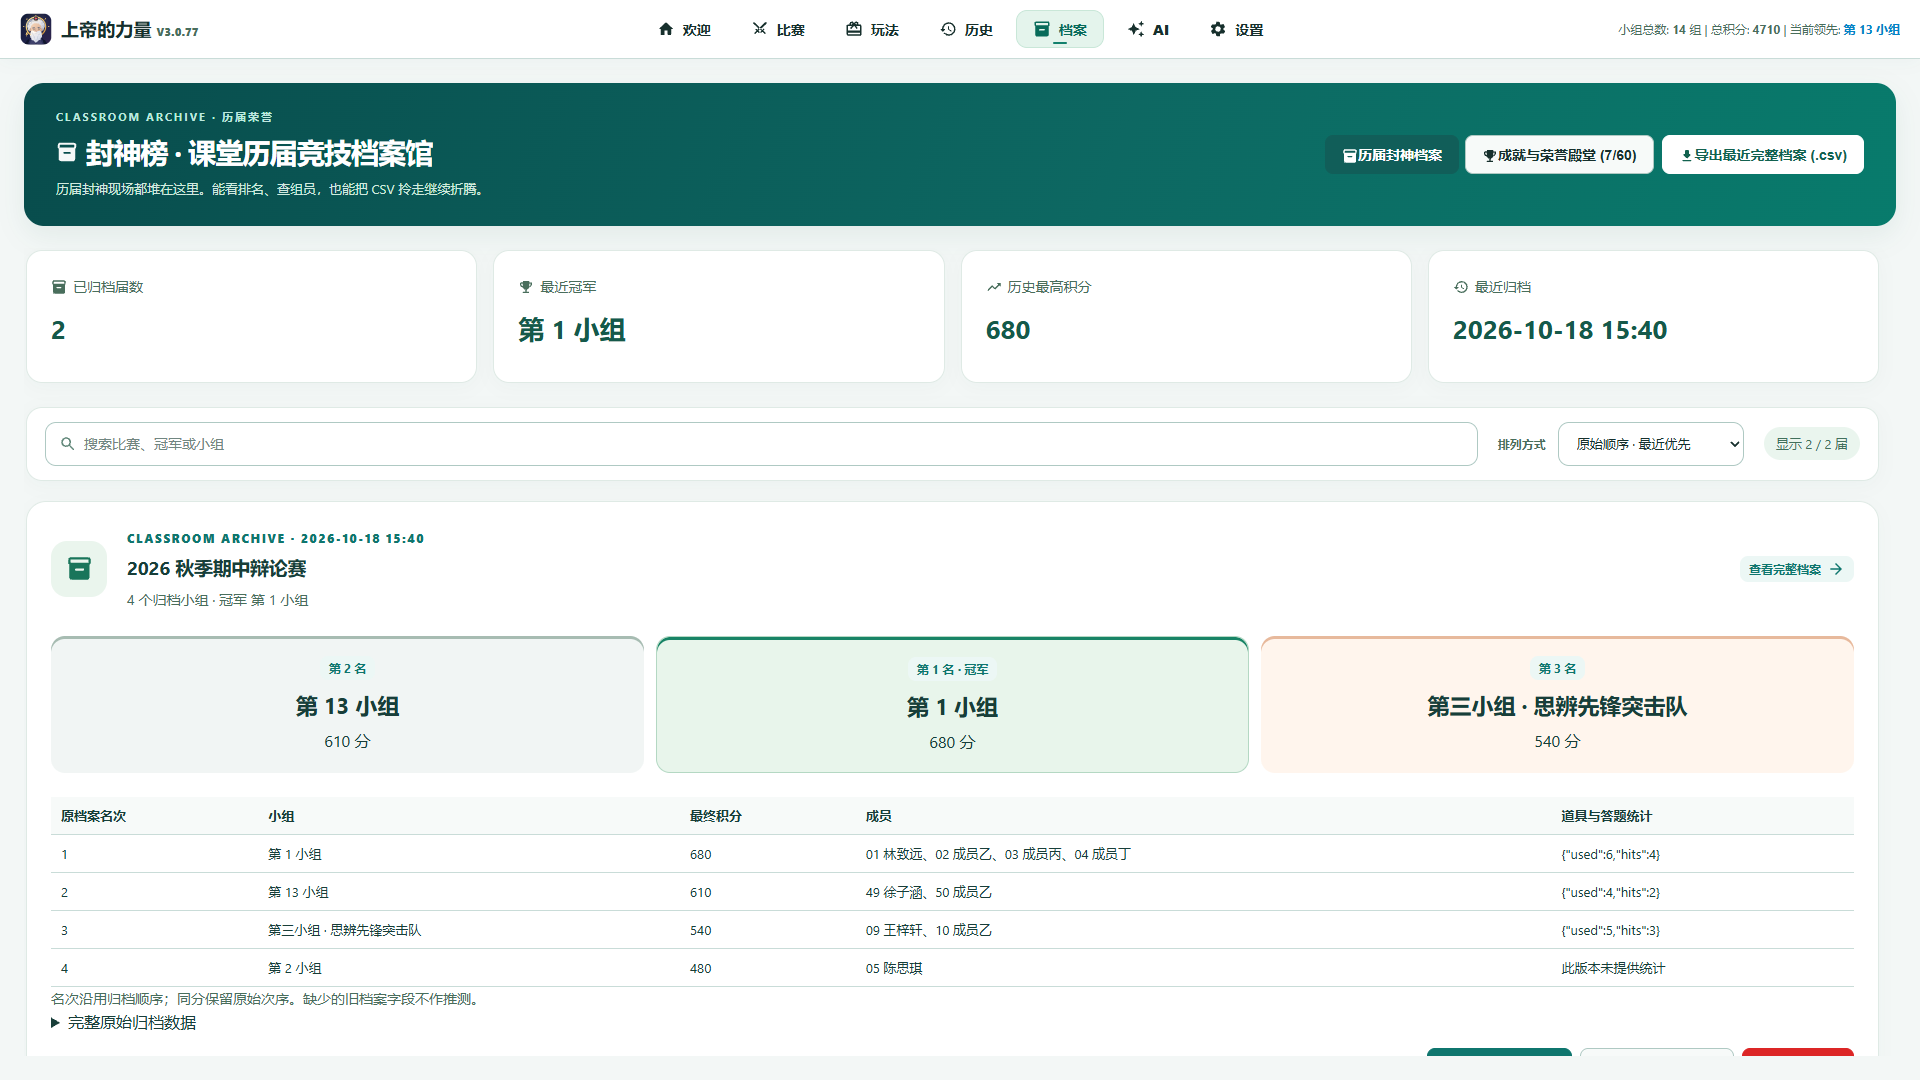 上帝的力量 V3.0.77
欢迎
比赛
玩法
历史
档案
AI
设置
小组总数: 14 组 | 总积分: 4710 | 当前领先: 第 13 小组
CLASSROOM ARCHIVE · 历届荣誉
封神榜 · 课堂历届竞技档案馆
历届封神现场都堆在这里。能看排名、查组员，也能把 CSV 拎走继续折腾。
历届封神档案
成就与荣誉殿堂 (7/60)
导出最近完整档案 (.csv)
已归档届数
2
最近冠军
第 1 小组
历史最高积分
680
最近归档
2026-10-18 15:40
搜索比赛、冠军或小组
排列方式
原始顺序 · 最近优先
显示 2 / 2 届
CLASSROOM ARCHIVE · 2026-10-18 15:40
2026 秋季期中辩论赛
4 个归档小组 · 冠军 第 1 小组
查看完整档案
第 2 名
第 13 小组
610 分
第 1 名 · 冠军
第 1 小组
680 分
第 3 名
第三小组 · 思辨先锋突击队
540 分
原档案名次 小组 最终积分 成员 道具与答题统计
1 第 1 小组 680 01 林致远、02 成员乙、03 成员丙、04 成员丁 {"used":6,"hits":4}
2 第 13 小组 610 49 徐子涵、50 成员乙 {"used":4,"hits":2}
3 第三小组 · 思辨先锋突击队 540 09 王梓轩、10 成员乙 {"used":5,"hits":3}
4 第 2 小组 480 05 陈思琪 此版本未提供统计
名次沿用归档顺序；同分保留原始次序。缺少的旧档案字段不作推测。
完整原始归档数据